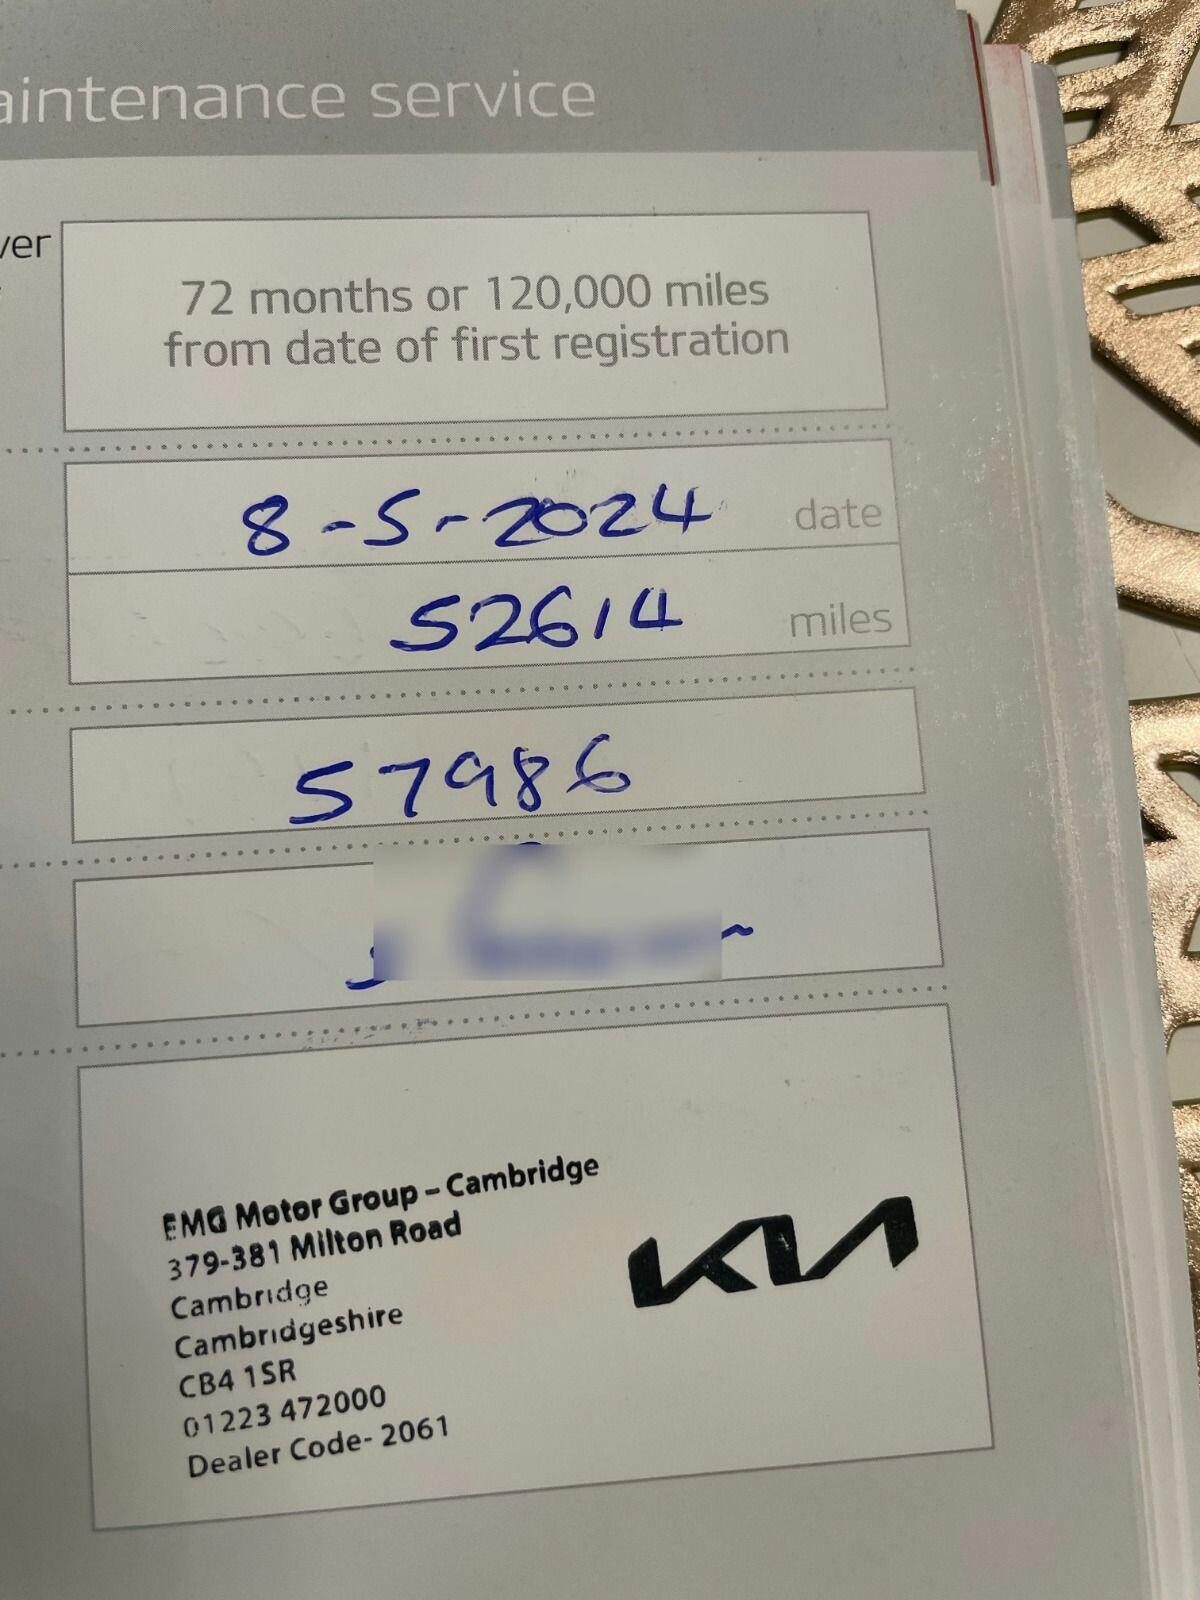 aintenance service
ver
72 months or 120,000 miles
from date of first registration
8-5-2024 date
52614 miles
57986
EMG Motor Group – Cambridge
379-381 Milton Road
Cambridge
Cambridgeshire
CB4 1SR
01223 472000
Dealer Code- 2061
KIA